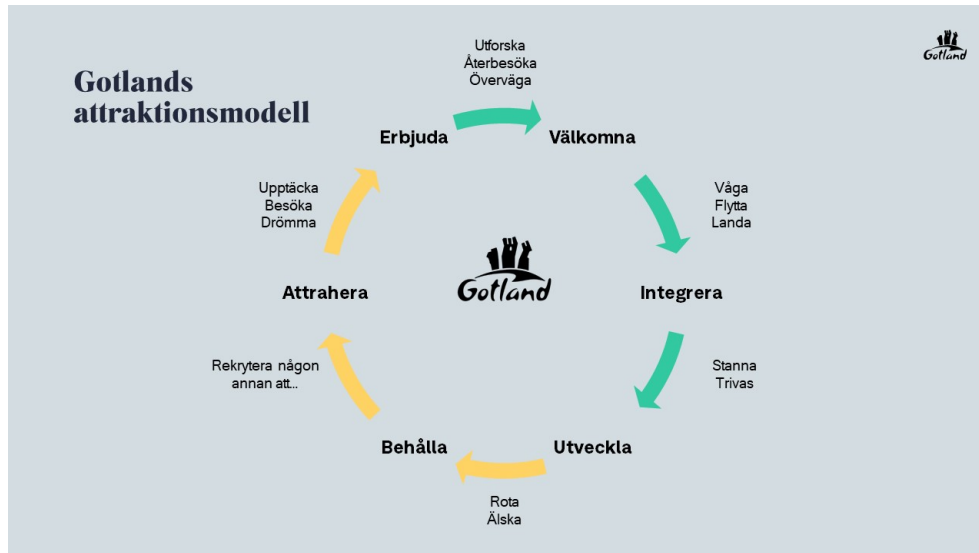 Gotlands
attraktionsmodell
Gotland
Utforska
Återbesöka
Överväga
Erbjuda
Välkomna
Upptäcka
Besöka
Drömma
Våga
Flytta
Landa
Attrahera
Gotland
Integrera
Rekrytera någon
annan att...
Stanna
Trivas
Behålla
Utveckla
Rota
Älska